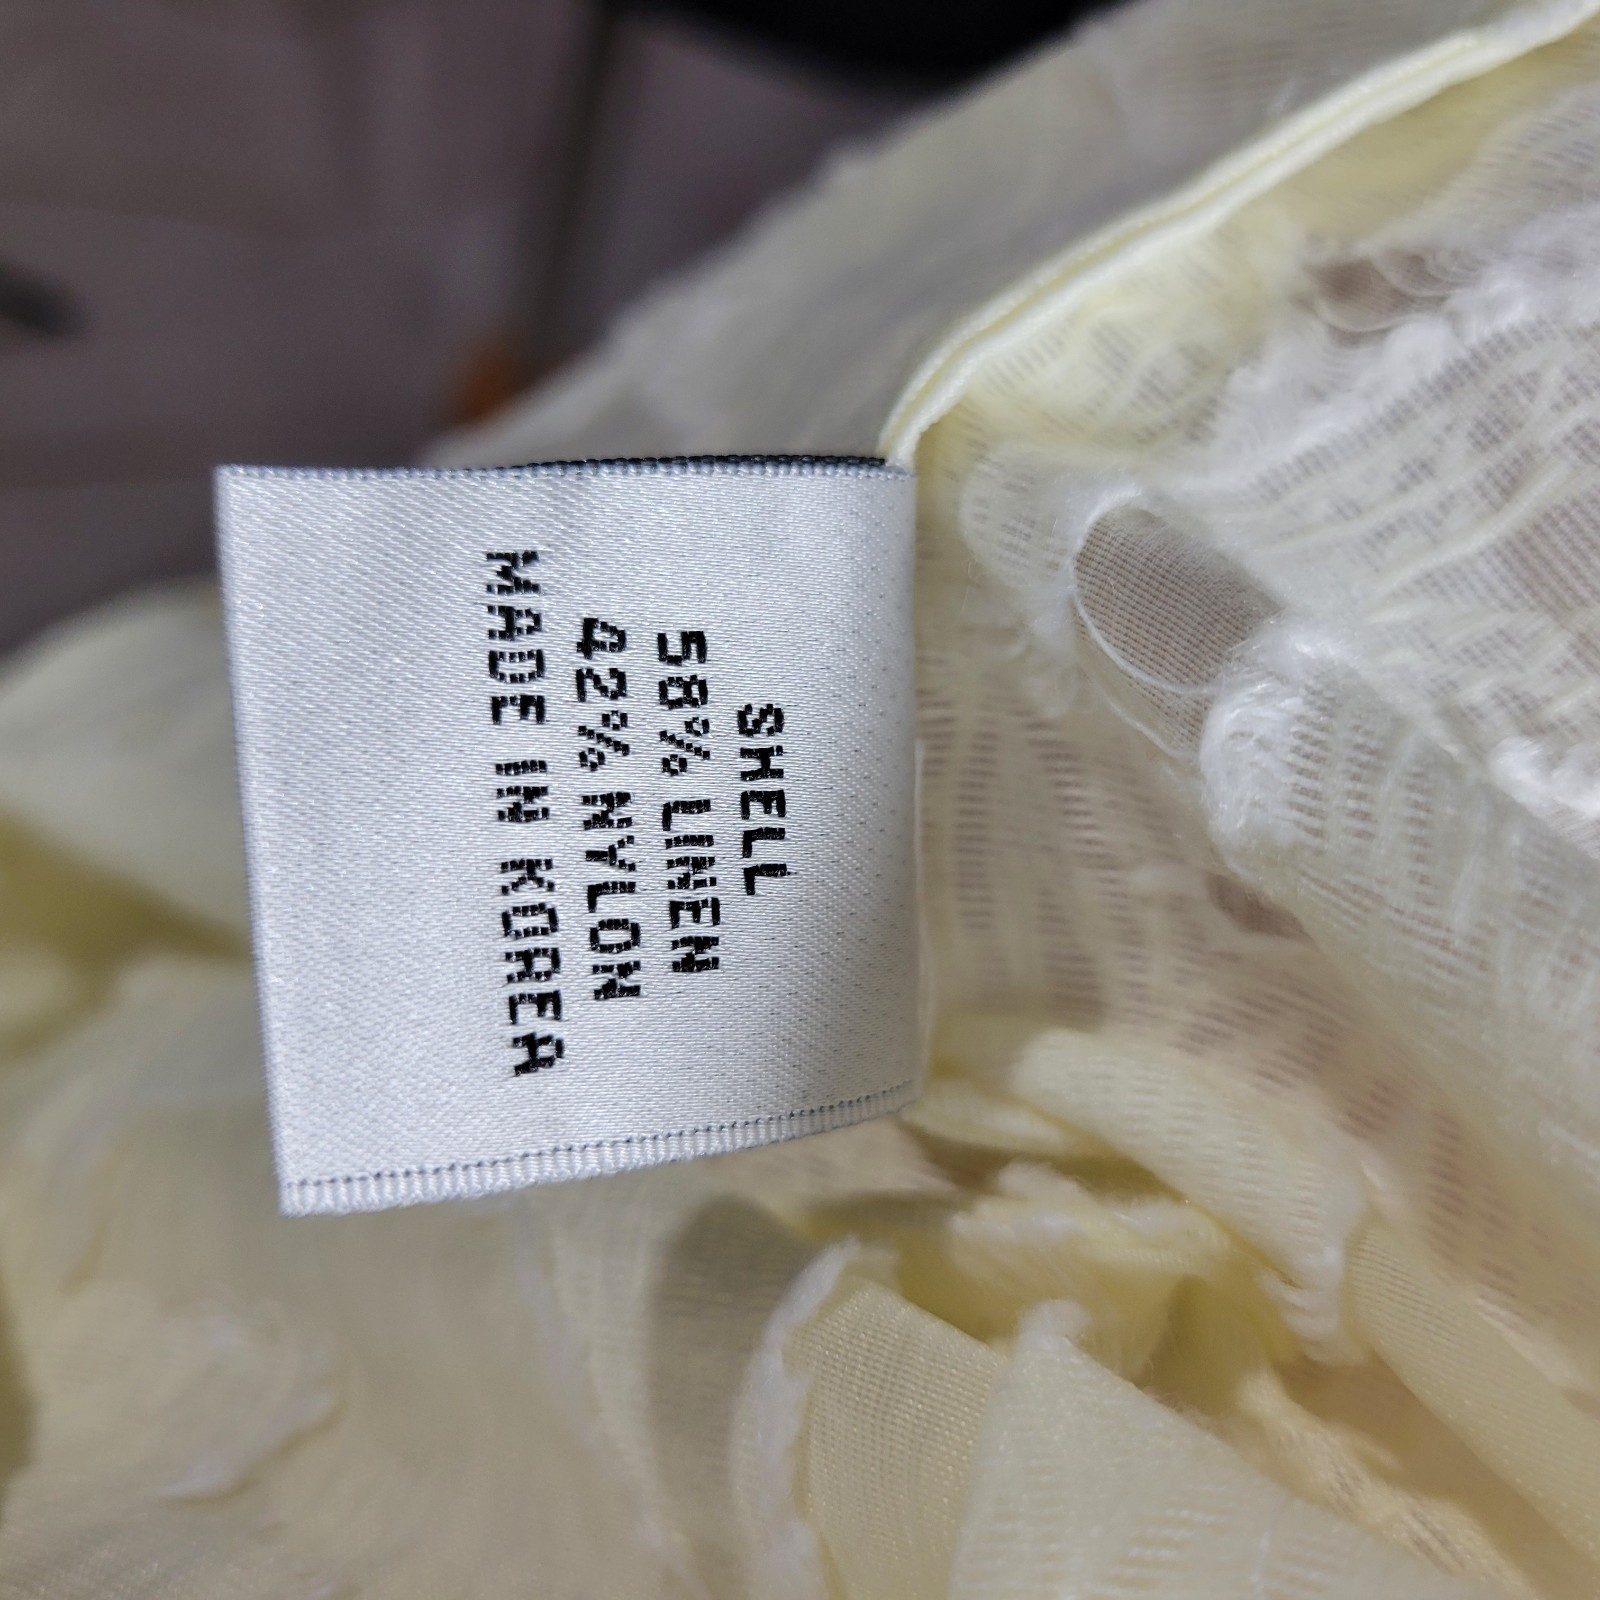 SHELL
58% LINEN
42% NYLON
MADE IN KOREA